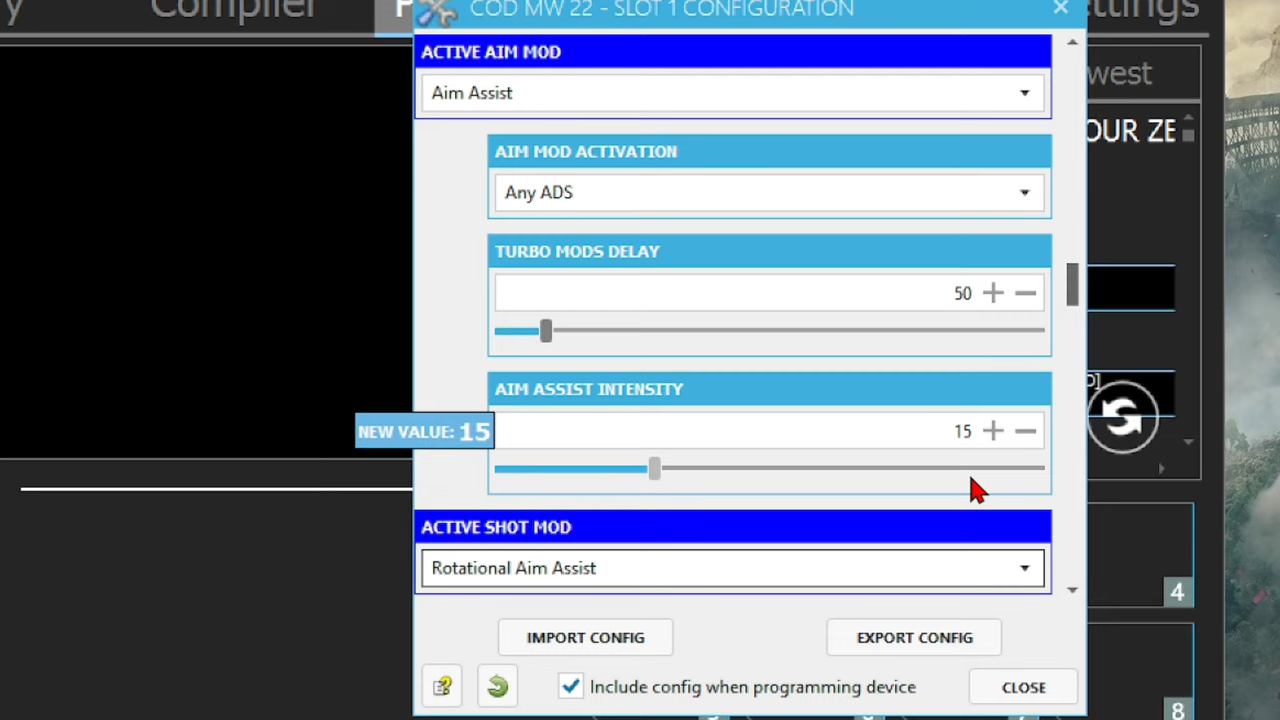 y
Compiler
P
ettings
COD MW 22 - SLOT 1 CONFIGURATION
ACTIVE AIM MOD
Aim Assist
west
OUR ZE
AIM MOD ACTIVATION
Any ADS
TURBO MODS DELAY
50
AIM ASSIST INTENSITY
NEW VALUE: 15
15
ACTIVE SHOT MOD
Rotational Aim Assist
4
IMPORT CONFIG
EXPORT CONFIG
Include config when programming device
CLOSE
8